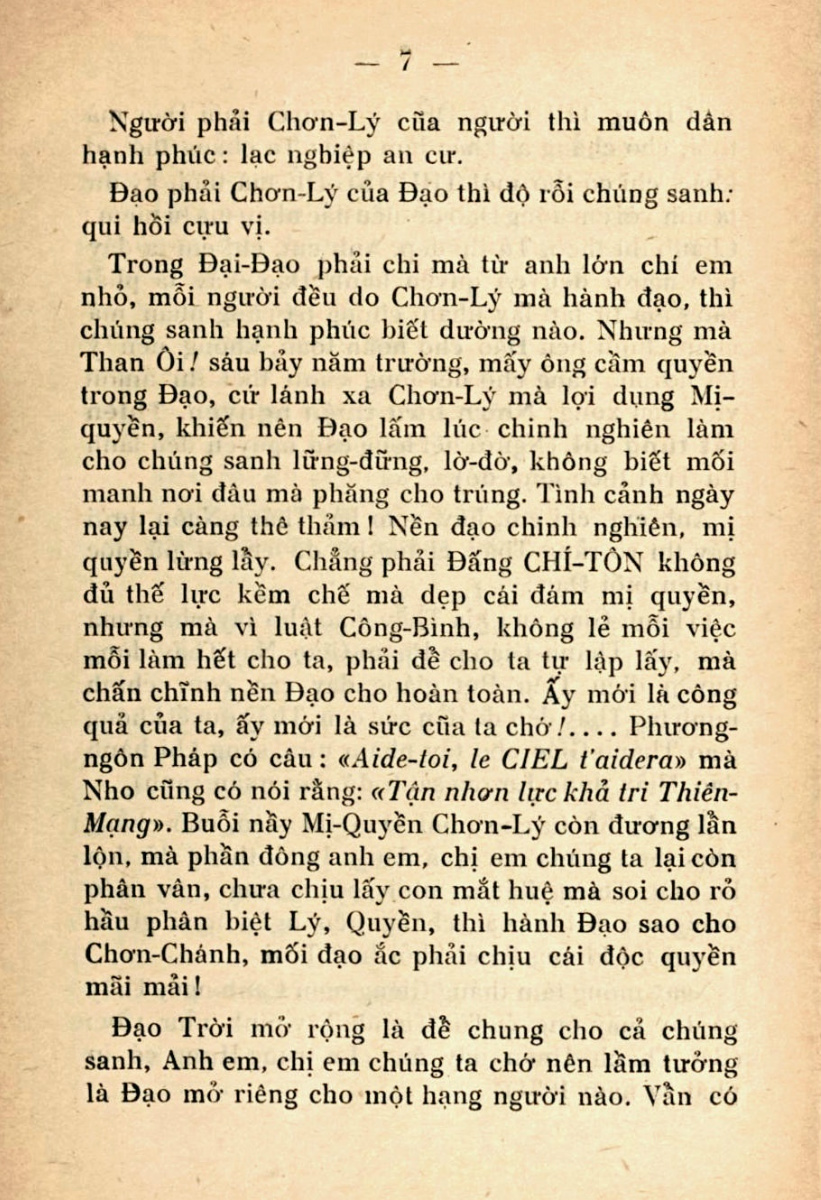 — 7 —
Người phải Chơn-Lý cũa người thì muôn dân
hạnh phúc : lạc nghiệp an cư.
Đạo phải Chơn-Lý của Đạo thì độ rỗi chúng sanh:
qui hồi cựu vị.
Trong Đại-Đạo phải chi mà từ anh lớn chí em
nhỏ, mỗi người đều do Chơn-Lý mà hành đạo, thì
chúng sanh hạnh phúc biết dường nào. Nhưng mà
Than Ôi ! sáu bảy năm trường, mấy ông cầm quyền
trong Đạo, cứ lánh xa Chơn-Lý mà lợi dụng Mị-
quyền, khiến nên Đạo lấm lúc chinh nghiên làm
cho chúng sanh lững-đững, lờ-đờ, không biết mối
manh nơi đâu mà phăng cho trúng. Tình cảnh ngày
nay lại càng thê thảm ! Nền đạo chinh nghiên, mị
quyền lừng lẫy. Chẳng phải Đấng CHÍ-TÔN không
đủ thế lực kềm chế mà dẹp cái đám mị quyền,
nhưng mà vì luật Công-Bình, không lẻ mỗi việc
mỗi làm hết cho ta, phải để cho ta tự lập lấy, mà
chấn chĩnh nền Đạo cho hoàn toàn. Ấy mới là công
quả của ta, ấy mới là sức cũa ta chớ !.... Phương-
ngôn Pháp có câu : «Aide-toi, le CIEL t'aidera» mà
Nho cũng có nói rằng: «Tận nhơn lực khả tri Thiên-
Mạng». Buỗi nầy Mị-Quyền Chơn-Lý còn đương lẫn
lộn, mà phần đông anh em, chị em chúng ta lại còn
phân vân, chưa chịu lấy con mắt huệ mà soi cho rỏ
hầu phân biệt Lý, Quyền, thì hành Đạo sao cho
Chơn-Chánh, mối đạo ắc phải chịu cái độc quyền
mãi mải !
Đạo Trời mở rộng là để chung cho cả chúng
sanh, Anh em, chị em chúng ta chớ nên lầm tưởng
là Đạo mở riêng cho một hạng người nào. Vẫn có